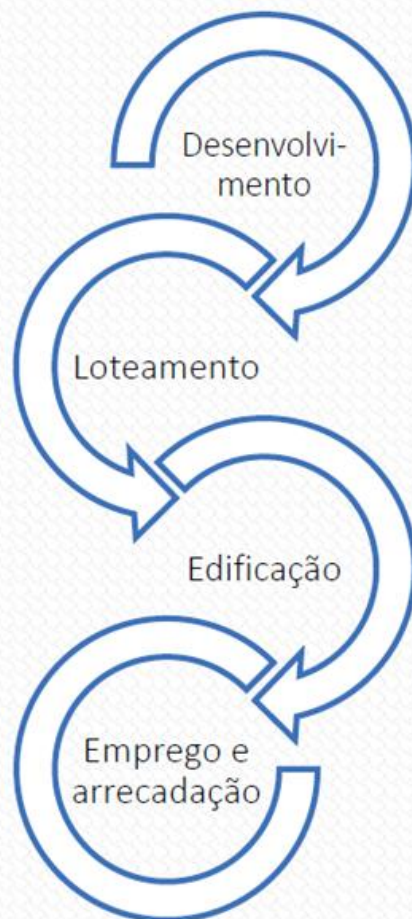 Desenvolvi-
mento
Loteamento
Edificação
Emprego e
arrecadação